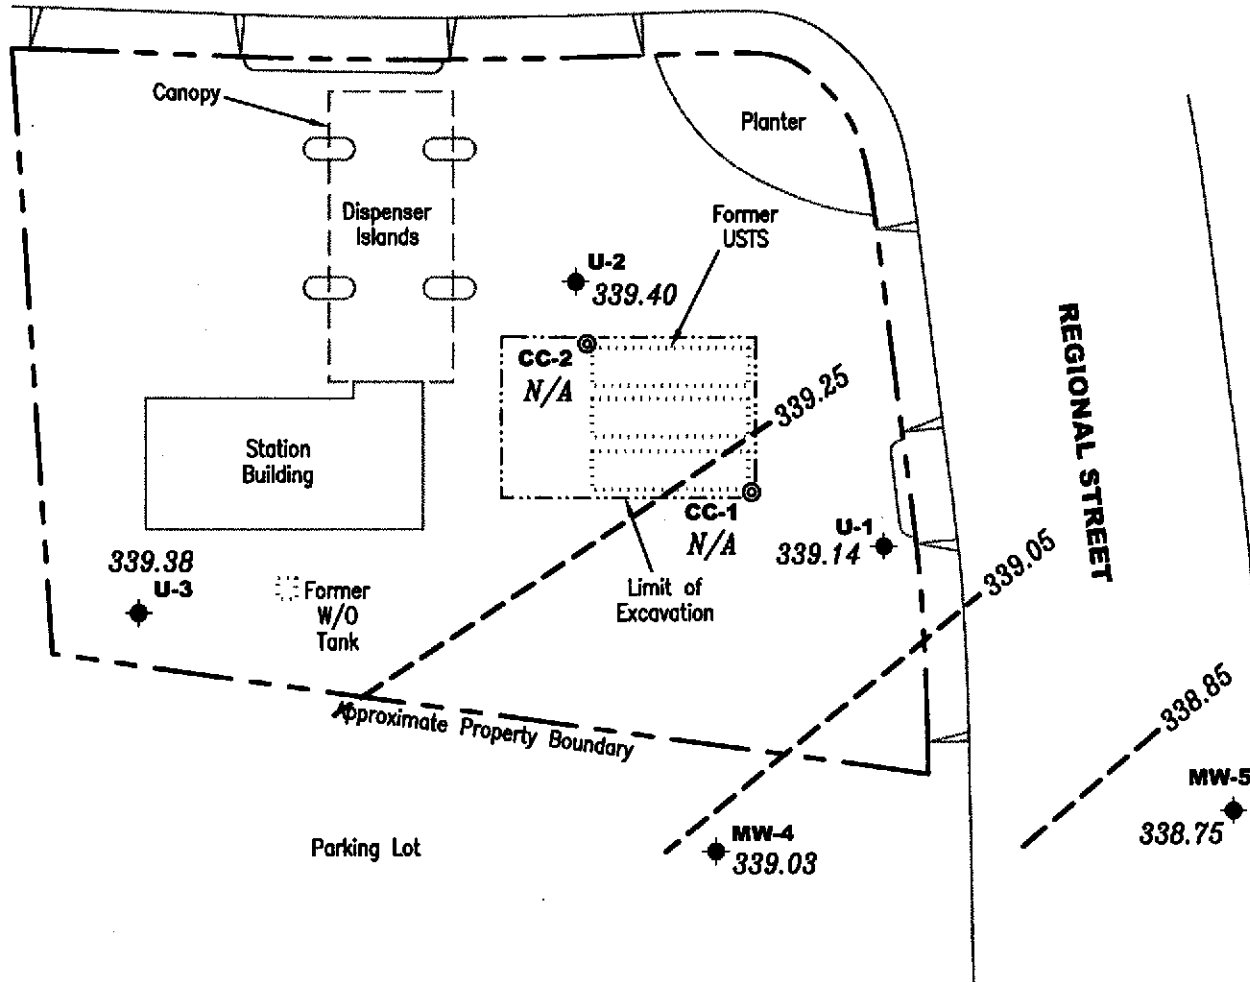 Canopy
Planter
Dispenser
Islands
Former
USTS
U-2
339.40
CC-2
N/A
339.25
REGIONAL STREET
Station
Building
CC-1
N/A
U-1
339.14
339.05
339.38
U-3
Former
W/O
Tank
Limit of
Excavation
338.85
Approximate Property Boundary
MW-5
338.75
Parking Lot
MW-4
339.03